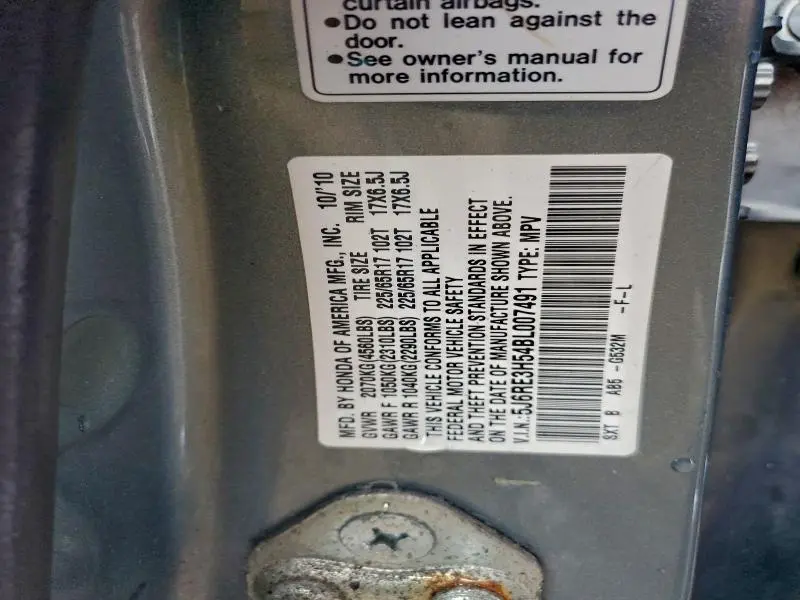 curtain airbags.
●Do not lean against the
door.
●See owner's manual for
more information.
MFD. BY HONDA OF AMERICA MFG., INC. 10/'10
GVWR 2070KG(4560LBS) TIRE SIZE RIM SIZE
GAWR F 1050KG(2310LBS) 225/65R17 102T 17X6.5J
GAWR R 1040KG(2290LBS) 225/65R17 102T 17X6.5J
THIS VEHICLE CONFORMS TO ALL APPLICABLE
FEDERAL MOTOR VEHICLE SAFETY
AND THEFT PREVENTION STANDARDS IN EFFECT
ON THE DATE OF MANUFACTURE SHOWN ABOVE.
V.I.N.:5J6RE3H54BL007491 TYPE: MPV
SXT B AB5 -G532M -F-L